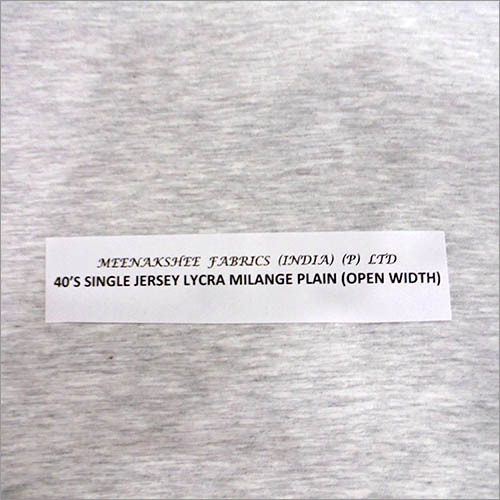 MEENAKSHEE FABRICS (INDIA) (P) LTD
40'S SINGLE JERSEY LYCRA MILANGE PLAIN (OPEN WIDTH)